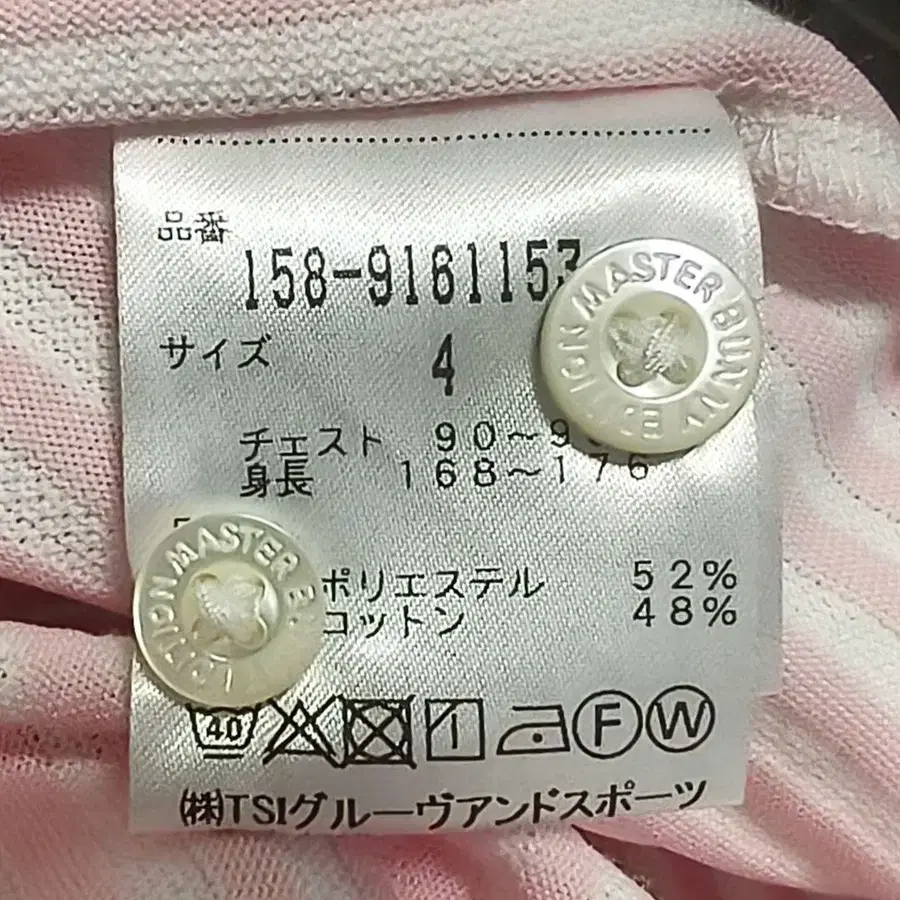 品番
158-9161153
サイズ 4
チェスト 90〜9
身長 168〜176
ポリエステル 52%
コットン 48%
40 F W
㈱TSIグルーヴアンドスポーツ
MASTER BUNNY
MASTER